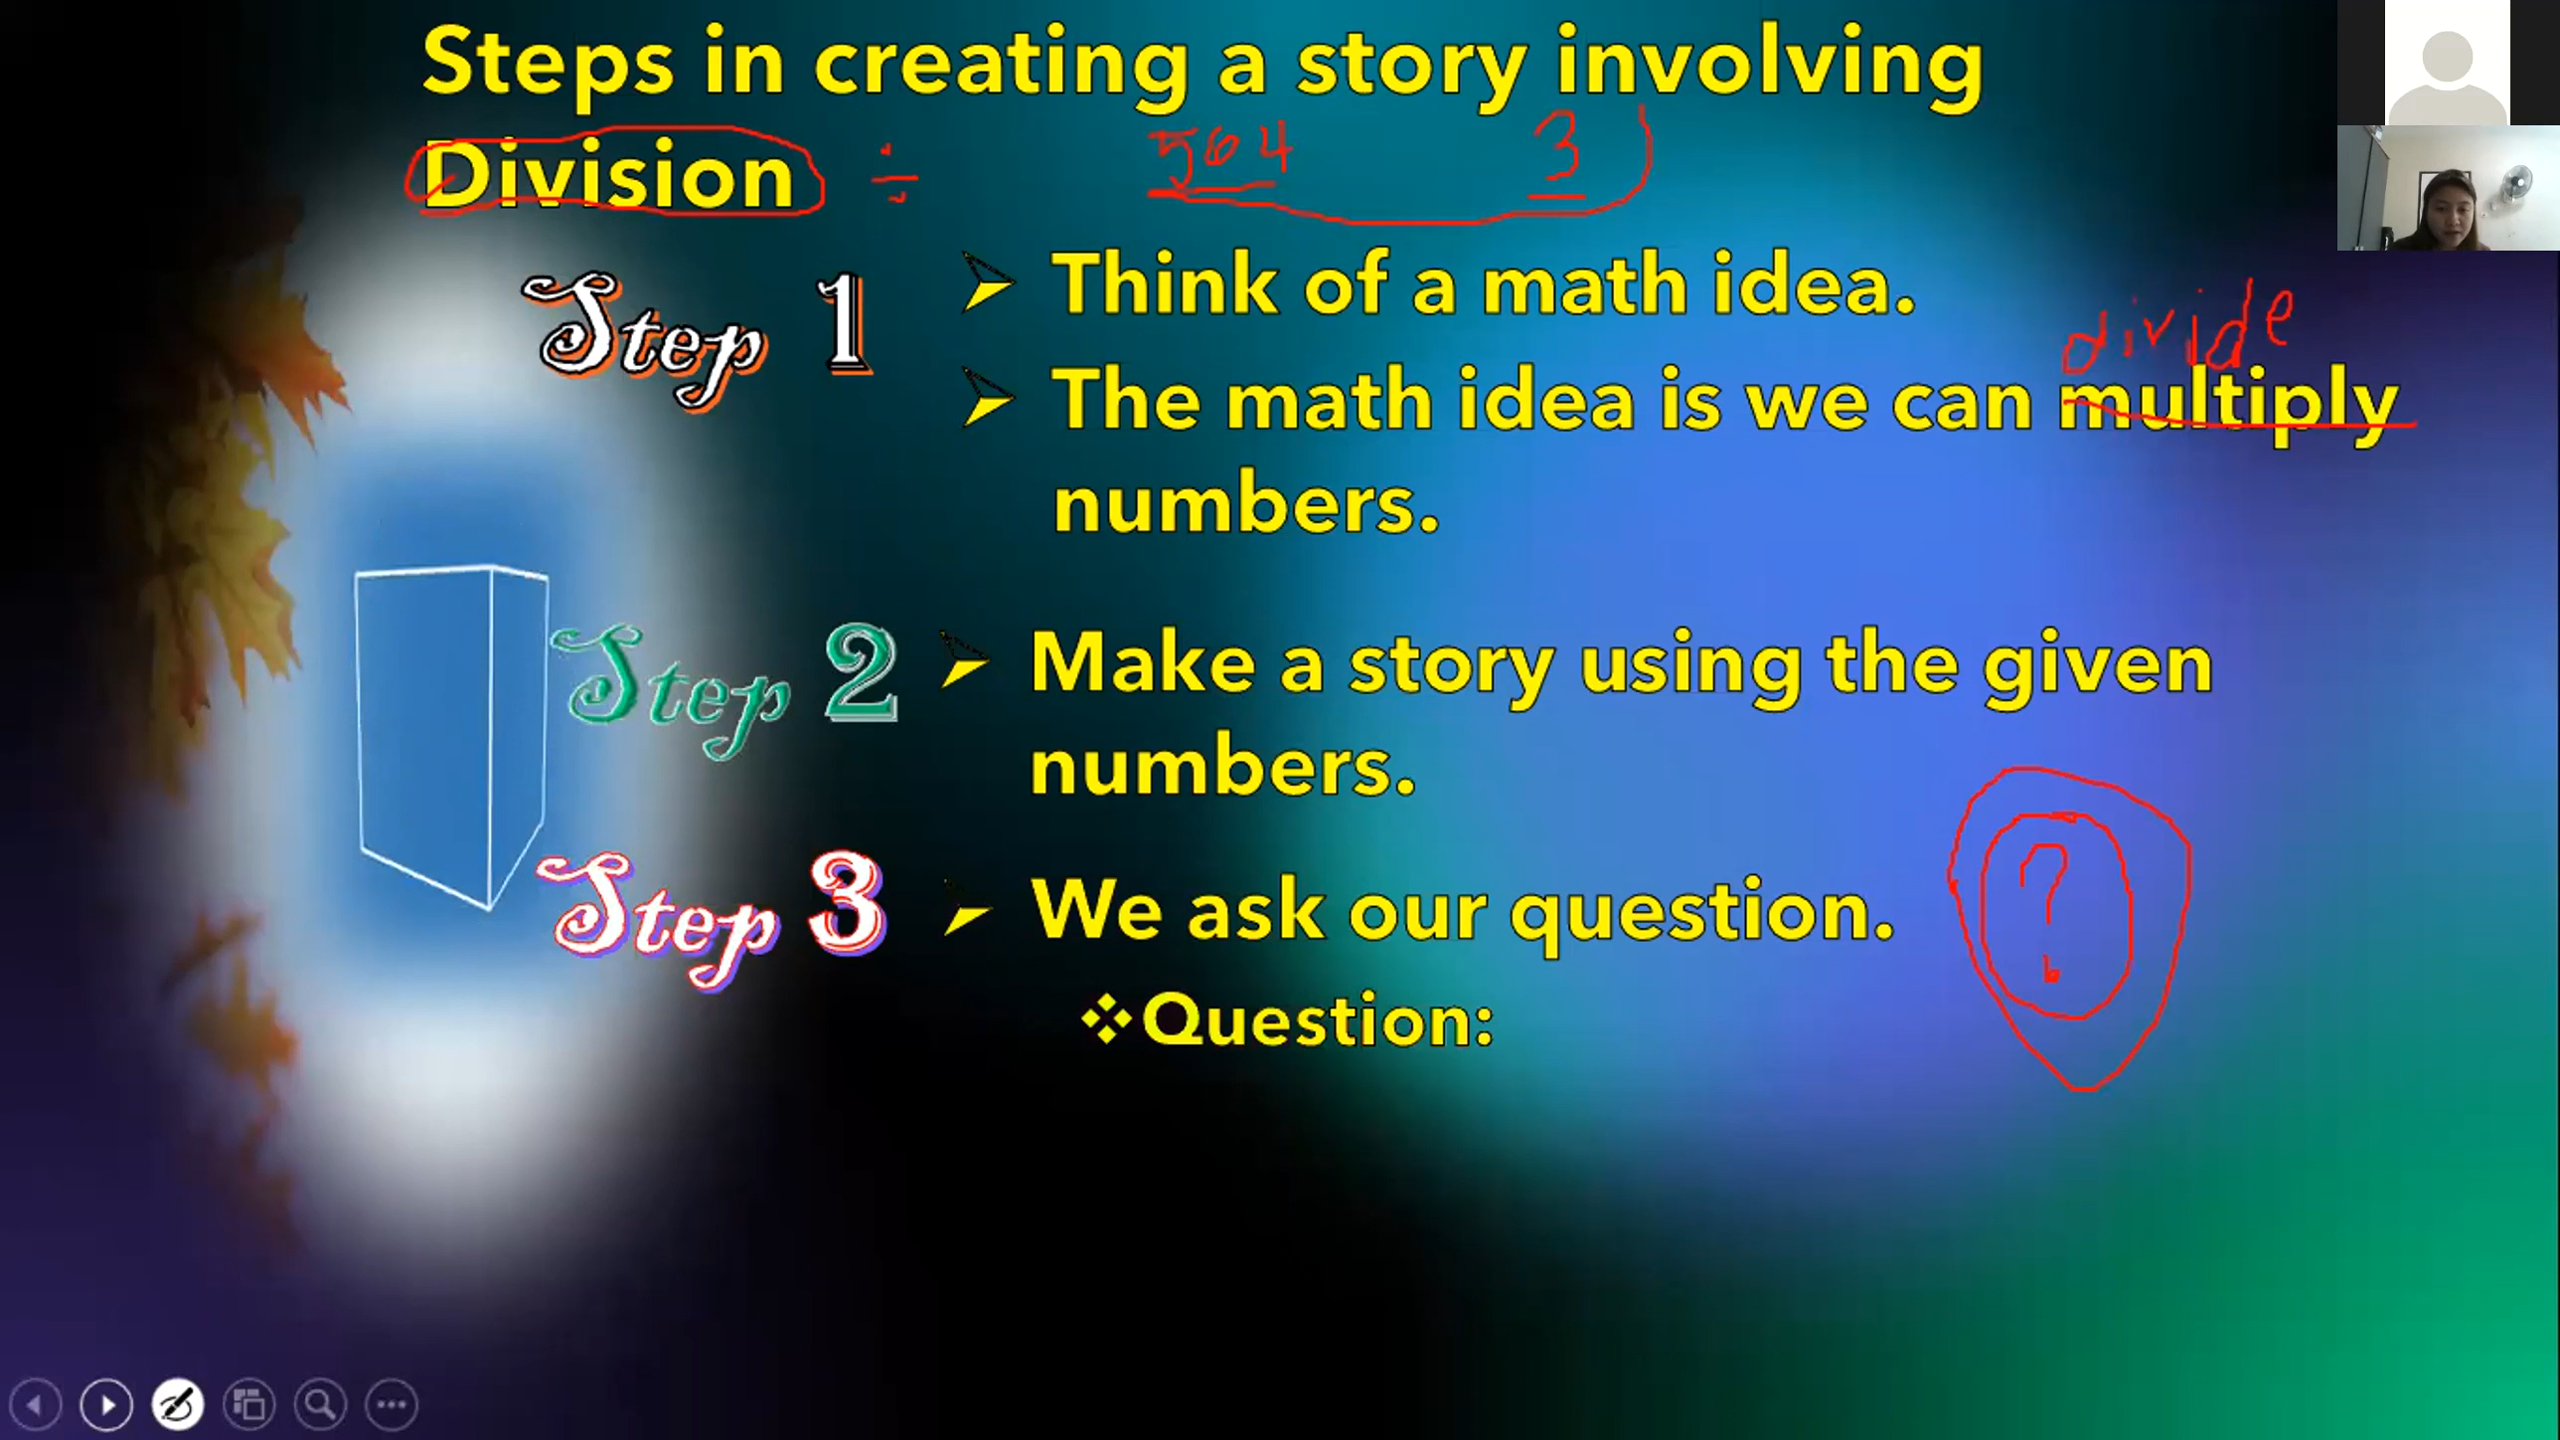 Steps in creating a story involving
Division ÷ 564 3
Step 1
➢ Think of a math idea.
divide
➢ The math idea is we can multiply
numbers.
Step 2
➢ Make a story using the given
numbers.
Step 3
➢ We ask our question. ?
❖Question: